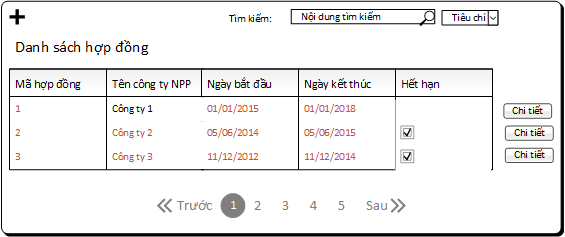 Tìm kiếm: Nội dung tìm kiếm Tiêu chí
Danh sách hợp đồng
Mã hợp đồng Tên công ty NPP Ngày bắt đầu Ngày kết thúc Hết hạn
1 Công ty 1 01/01/2015 01/01/2018 Chi tiết
2 Công ty 2 05/06/2014 05/06/2015 Chi tiết
3 Công ty 3 11/12/2012 11/12/2014 Chi tiết
Trước 1 2 3 4 5 Sau